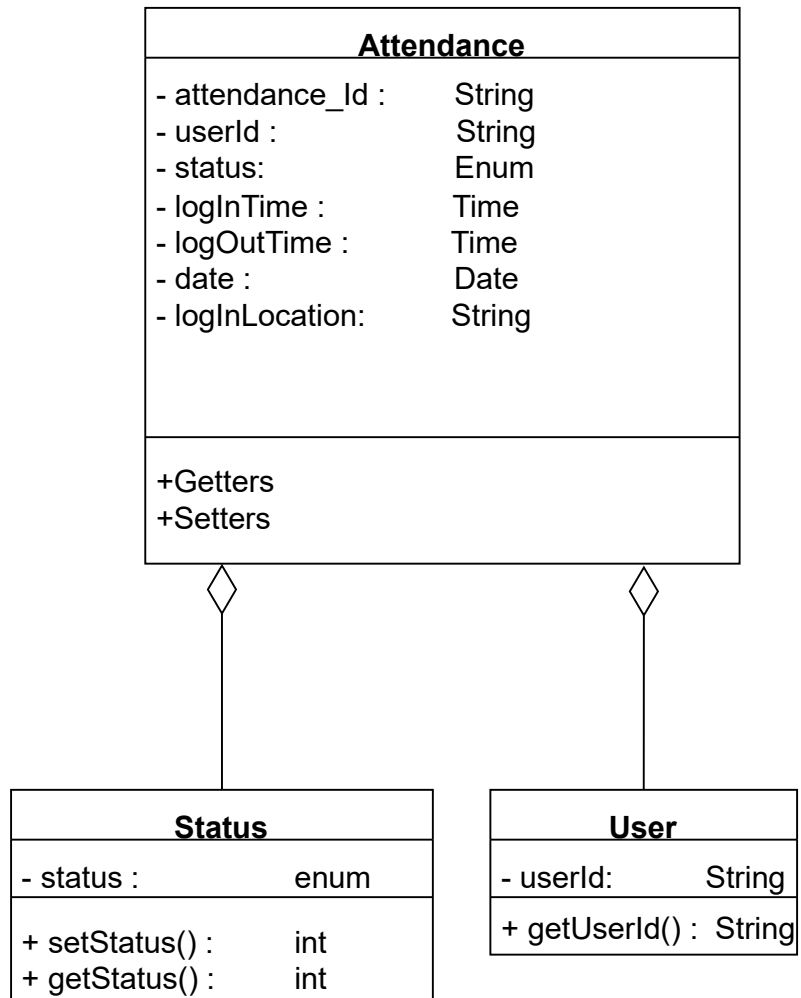 Attendance
- attendance_Id : String
- userId : String
- status: Enum
- logInTime : Time
- logOutTime : Time
- date : Date
- logInLocation: String
+Getters
+Setters
Status
- status : enum
+ setStatus() : int
+ getStatus() : int
User
- userId: String
+ getUserId() : String